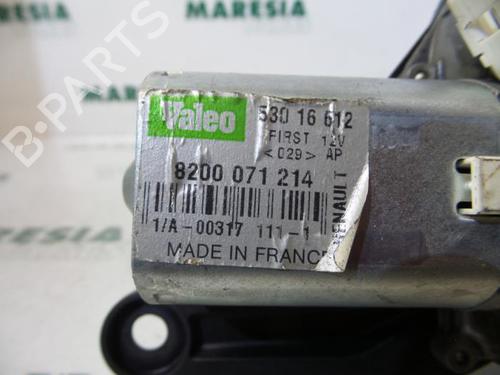 MARESIA
MARESIA
MARESIA
Valeo
530 16 612
FIRST 12V
<029> AP
8200 071 214
RENAULT
1/A-00317 111-1
MADE IN FRANCE